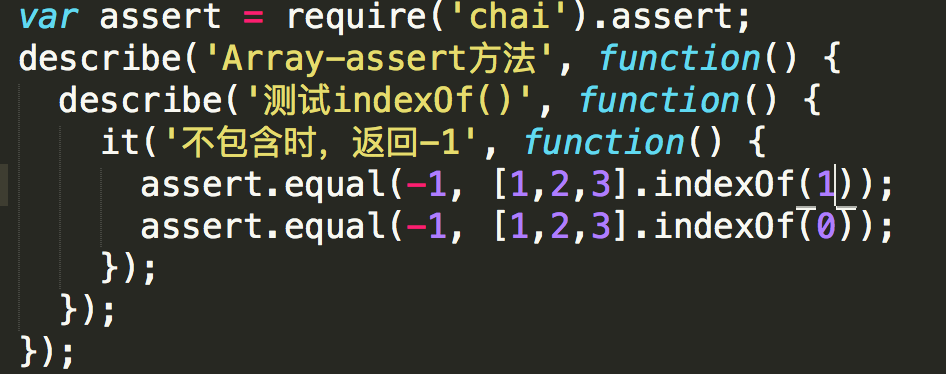 var assert = require('chai').assert;
describe('Array-assert方法', function() {
describe('测试indexOf()', function() {
it('不包含时，返回-1', function() {
assert.equal(-1, [1,2,3].indexOf(1));
assert.equal(-1, [1,2,3].indexOf(0));
});
});
});